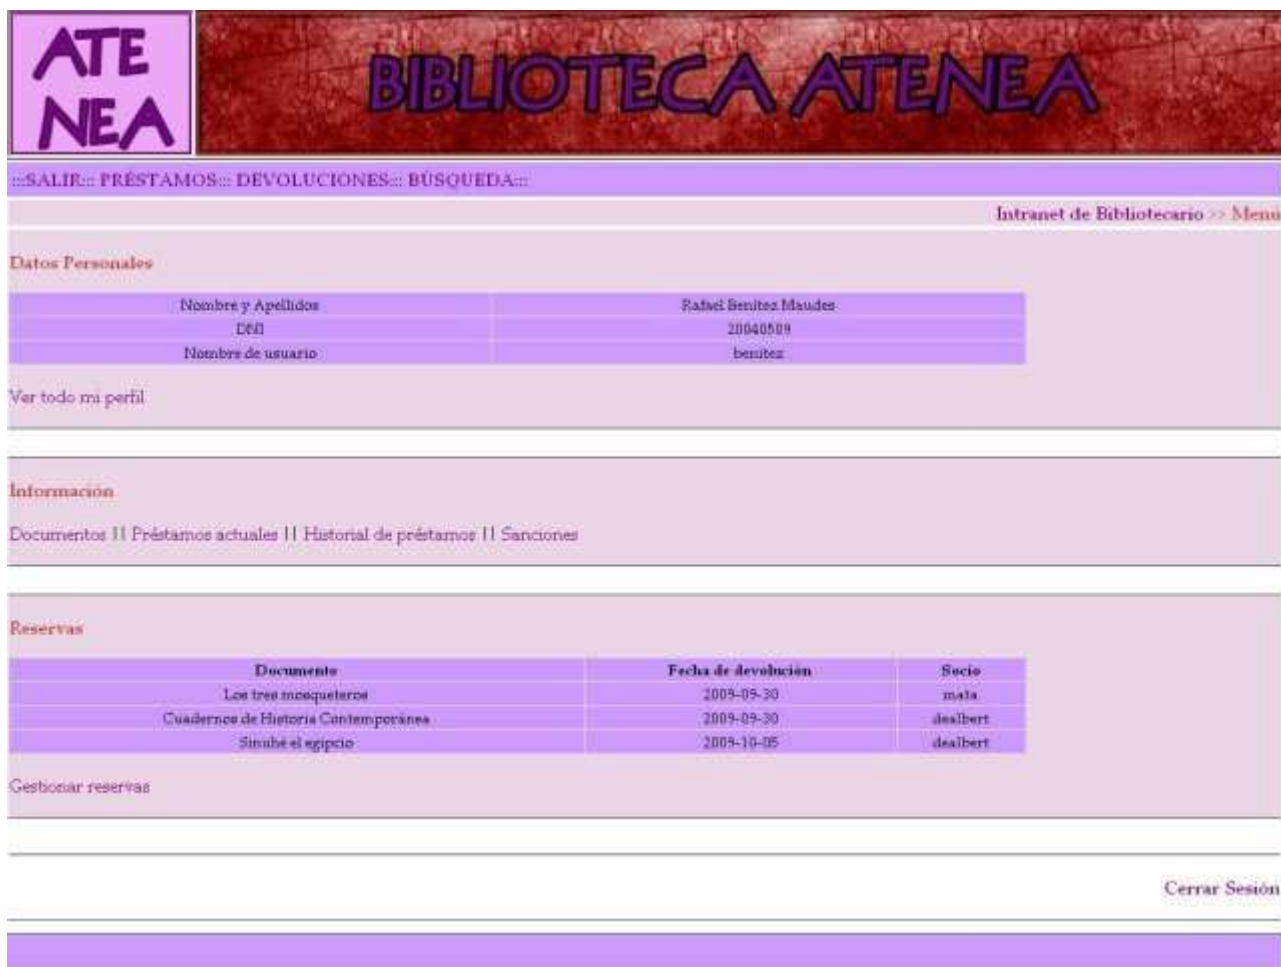 ATE
NEA
BIBLIOTECA ATENEA
:::SALIR::: PRÉSTAMOS::: DEVOLUCIONES::: BÚSQUEDA:::
Intranet de Bibliotecario >> Menu
Datos Personales
Nombre y Apellidos Rafael Benitez Maudes
DNI 20040509
Nombre de usuario benitez
Ver todo mi perfil
Información
Documentos || Préstamos actuales || Historial de préstamos || Sanciones
Reservas
Documento Fecha de devolución Socio
Los tres mosqueteros 2009-09-30 mata
Cuadernos de Historia Contemporánea 2009-09-30 dealbert
Sinuhé el egipcio 2009-10-05 dealbert
Gestionar reservas
Cerrar Sesión